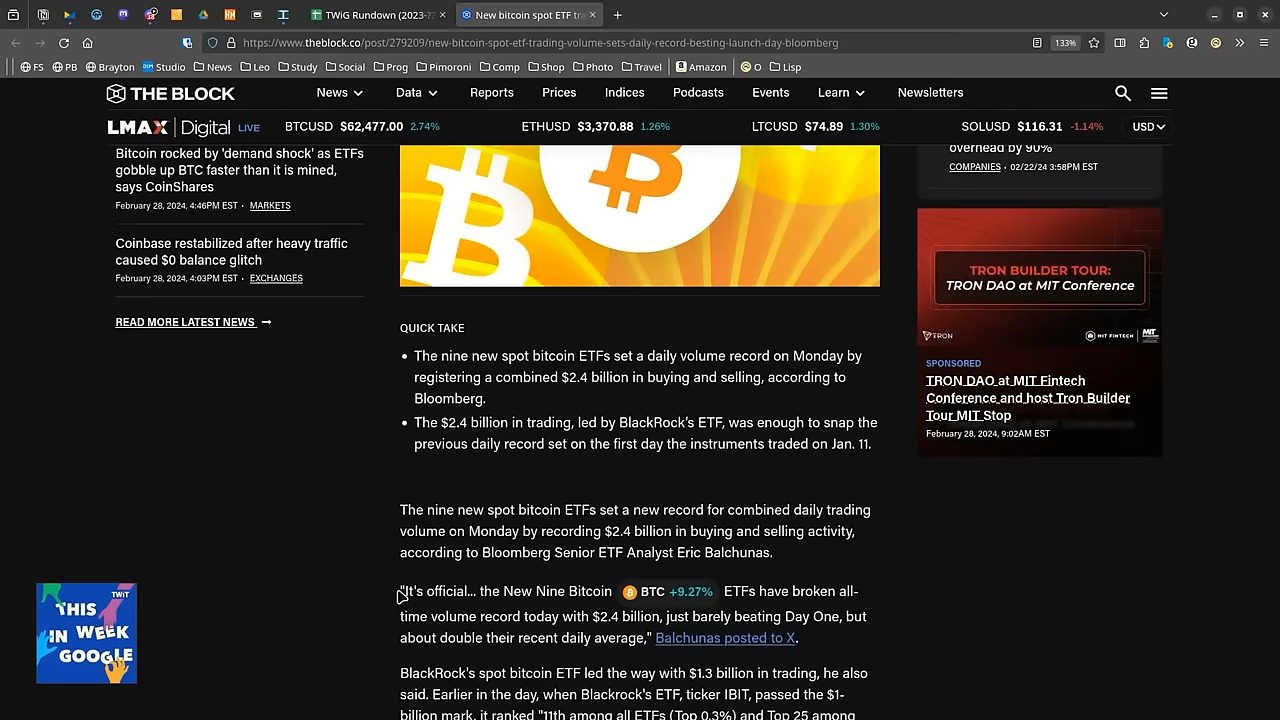 TWiG Rundown (2023-??
New bitcoin spot ETF tr
https://www.theblock.co/post/279209/new-bitcoin-spot-etf-trading-volume-sets-daily-record-besting-launch-day-bloomberg
133%
FS PB Brayton Studio News Leo Study Social Prog Pimoroni Comp Shop Photo Travel Amazon O Lisp
THE BLOCK
News Data Reports Prices Indices Podcasts Events Learn Newsletters
LMAX Digital LIVE BTCUSD $62,477.00 2.74% ETHUSD $3,370.88 1.26% LTCUSD $74.89 1.30% SOLUSD $116.31 -1.14% USD
Bitcoin rocked by 'demand shock' as ETFs
gobble up BTC faster than it is mined,
says CoinShares
February 28, 2024, 4:46PM EST • MARKETS
Coinbase restabilized after heavy traffic
caused $0 balance glitch
February 28, 2024, 4:03PM EST • EXCHANGES
READ MORE LATEST NEWS
QUICK TAKE
• The nine new spot bitcoin ETFs set a daily volume record on Monday by
registering a combined $2.4 billion in buying and selling, according to
Bloomberg.
• The $2.4 billion in trading, led by BlackRock's ETF, was enough to snap the
previous daily record set on the first day the instruments traded on Jan. 11.
The nine new spot bitcoin ETFs set a new record for combined daily trading
volume on Monday by recording $2.4 billion in buying and selling activity,
according to Bloomberg Senior ETF Analyst Eric Balchunas.
"It's official... the New Nine Bitcoin BTC +9.27% ETFs have broken all-
time volume record today with $2.4 billion, just barely beating Day One, but
about double their recent daily average," Balchunas posted to X.
BlackRock's spot bitcoin ETF led the way with $1.3 billion in trading, he also
said. Earlier in the day, when Blackrock's ETF, ticker IBIT, passed the $1-
billion mark, it ranked "11th among all ETFs (Top 0.3%) and Top 25 among
overhead by 90%
COMPANIES • 02/22/24 3:58PM EST
TRON BUILDER TOUR:
TRON DAO at MIT Conference
TRON MIT FINTECH MIT
SPONSORED
TRON DAO at MIT Fintech
Conference and host Tron Builder
Tour MIT Stop
February 28, 2024, 9:02AM EST
TWiT
THIS
IN WEEK
GOOGLE